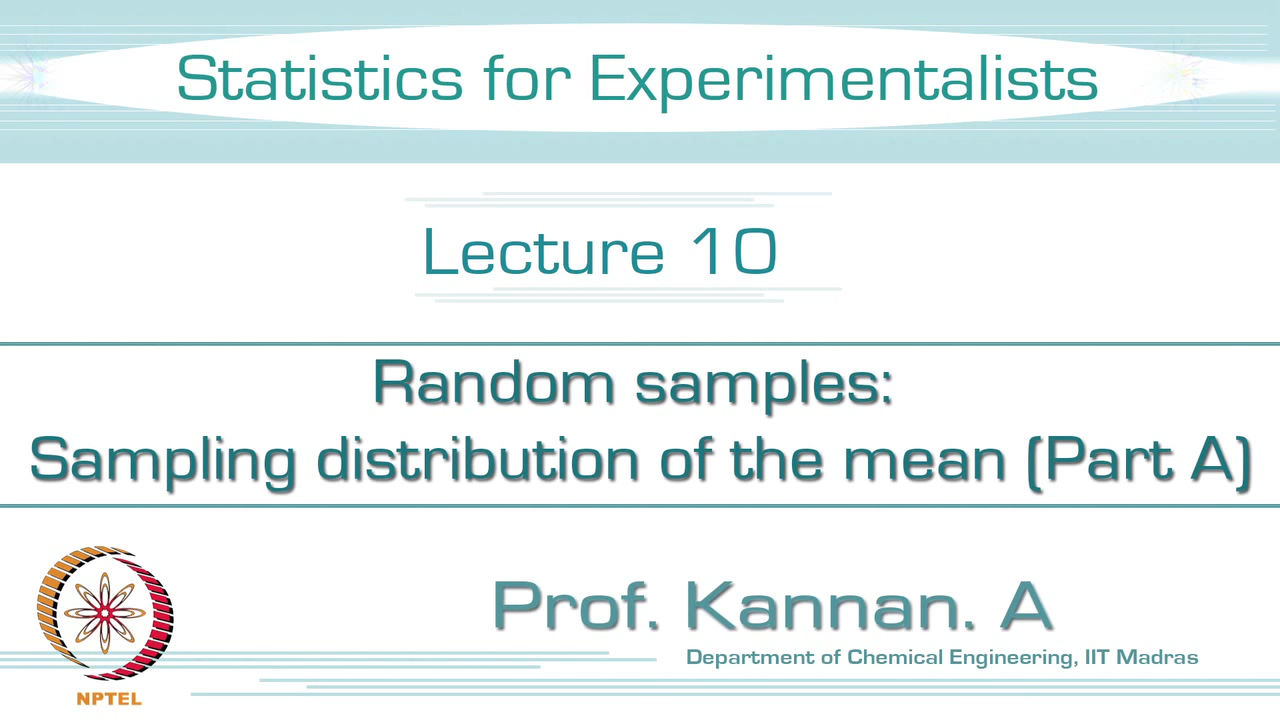 Statistics for Experimentalists
Lecture 10
Random samples:
Sampling distribution of the mean (Part A)
Prof. Kannan. A
Department of Chemical Engineering, IIT Madras
NPTEL